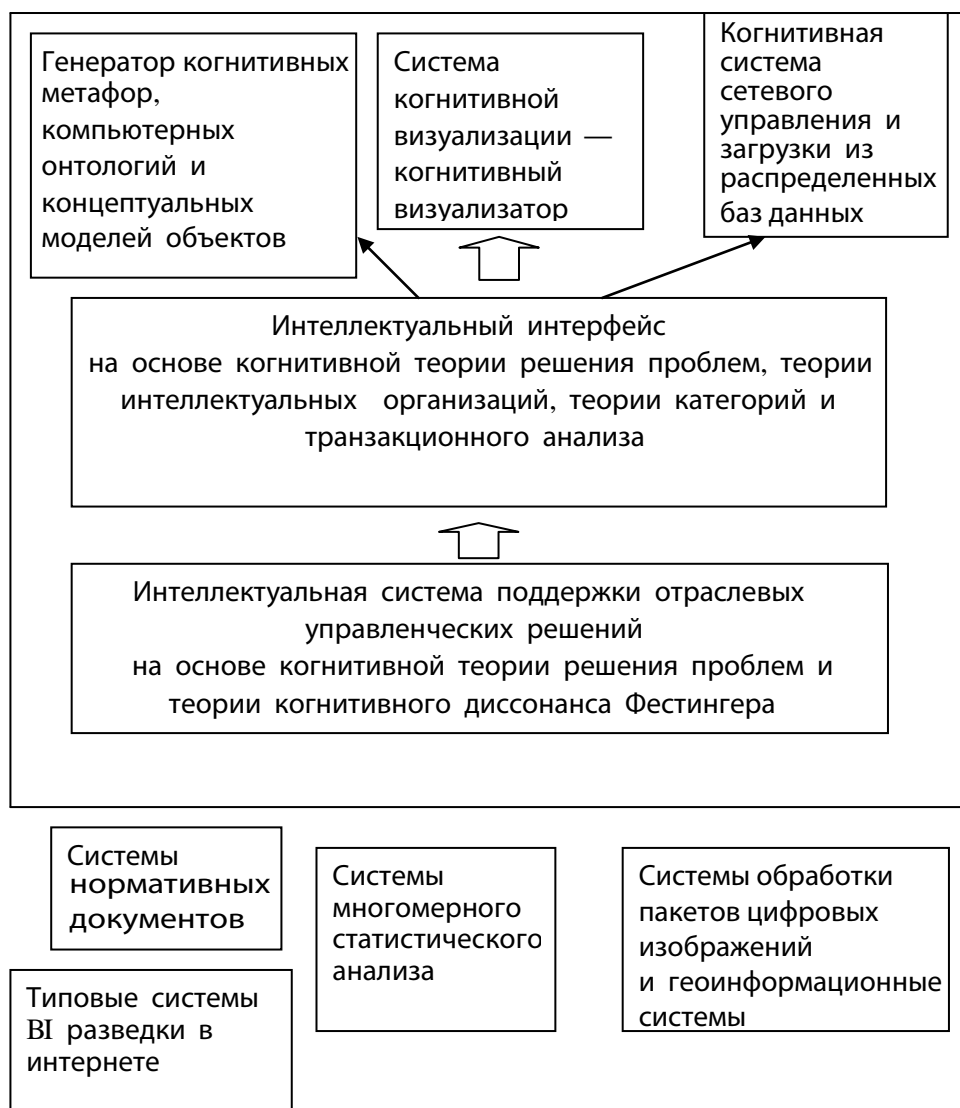 Генератор когнитивных
метафор,
компьютерных
онтологий и
концептуальных
моделей объектов
Система
когнитивной
визуализации —
когнитивный
визуализатор
Когнитивная
система
сетевого
управления и
загрузки из
распределенных
баз данных
Интеллектуальный интерфейс
на основе когнитивной теории решения проблем, теории
интеллектуальных организаций, теории категорий и
транзакционного анализа
Интеллектуальная система поддержки отраслевых
управленческих решений
на основе когнитивной теории решения проблем и
теории когнитивного диссонанса Фестингера
Системы
нормативных
документов
Системы
многомерного
статистического
анализа
Системы обработки
пакетов цифровых
изображений
и геоинформационные
системы
Типовые системы
BI разведки в
интернете